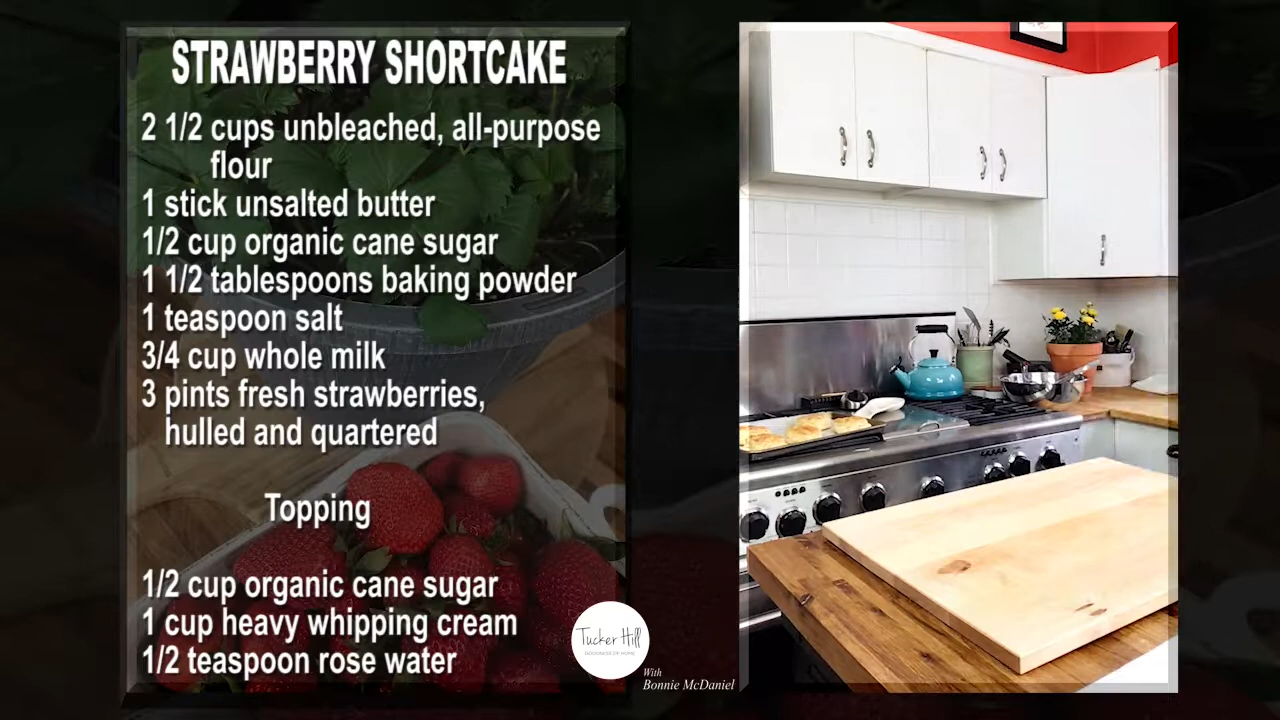 STRAWBERRY SHORTCAKE
2 1/2 cups unbleached, all-purpose
flour
1 stick unsalted butter
1/2 cup organic cane sugar
1 1/2 tablespoons baking powder
1 teaspoon salt
3/4 cup whole milk
3 pints fresh strawberries,
hulled and quartered
Topping
1/2 cup organic cane sugar
1 cup heavy whipping cream
1/2 teaspoon rose water
Tucker Hill
GOODNESS OF HOME
With
Bonnie McDaniel